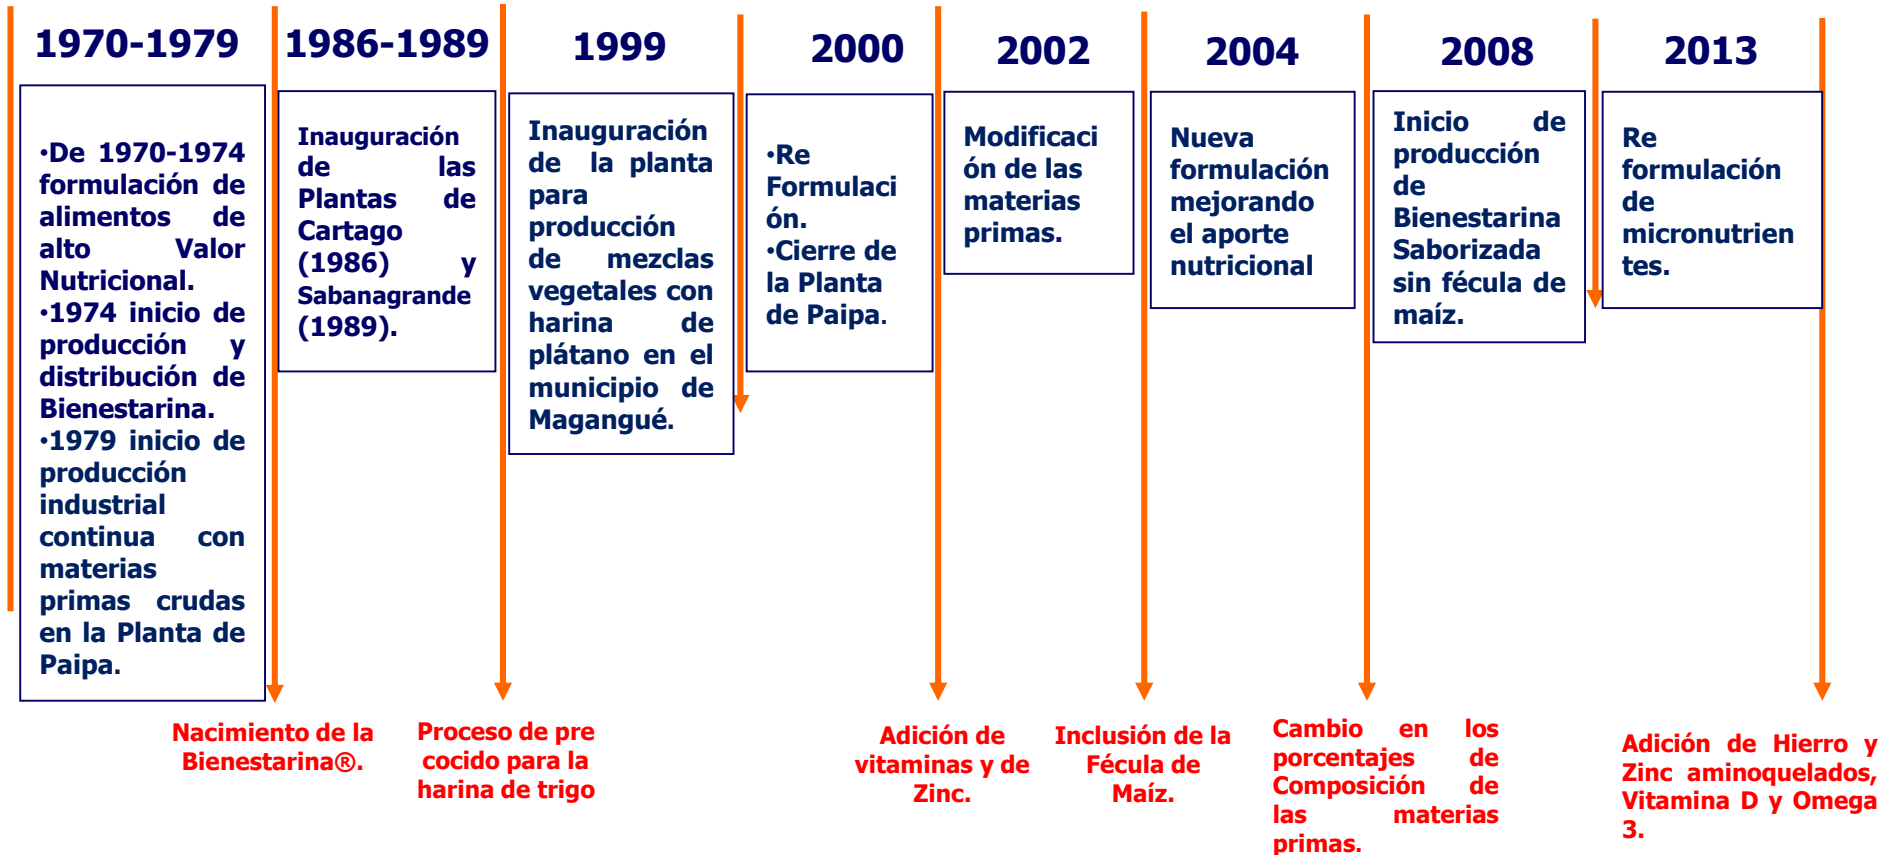 1970-1979
•De 1970-1974
formulación de
alimentos de
alto Valor
Nutricional.
•1974 inicio de
producción y
distribución de
Bienestarina.
•1979 inicio de
producción
industrial
continua con
materias
primas crudas
en la Planta de
Paipa.
Nacimiento de la
Bienestarina®.
1986-1989
Inauguración
de las
Plantas de
Cartago
(1986) y
Sabanagrande
(1989).
Proceso de pre
cocido para la
harina de trigo
1999
Inauguración
de la planta
para
producción
de mezclas
vegetales con
harina de
plátano en el
municipio de
Magangué.
2000
•Re
Formulaci
ón.
•Cierre de
la Planta
de Paipa.
Adición de
vitaminas y de
Zinc.
2002
Modificaci
ón de las
materias
primas.
Inclusión de la
Fécula de
Maíz.
2004
Nueva
formulación
mejorando
el aporte
nutricional
Cambio en los
porcentajes de
Composición de
las materias
primas.
2008
Inicio de
producción
de
Bienestarina
Saborizada
sin fécula de
maíz.
2013
Re
formulación
de
micronutrien
tes.
Adición de Hierro y
Zinc aminoquelados,
Vitamina D y Omega
3.